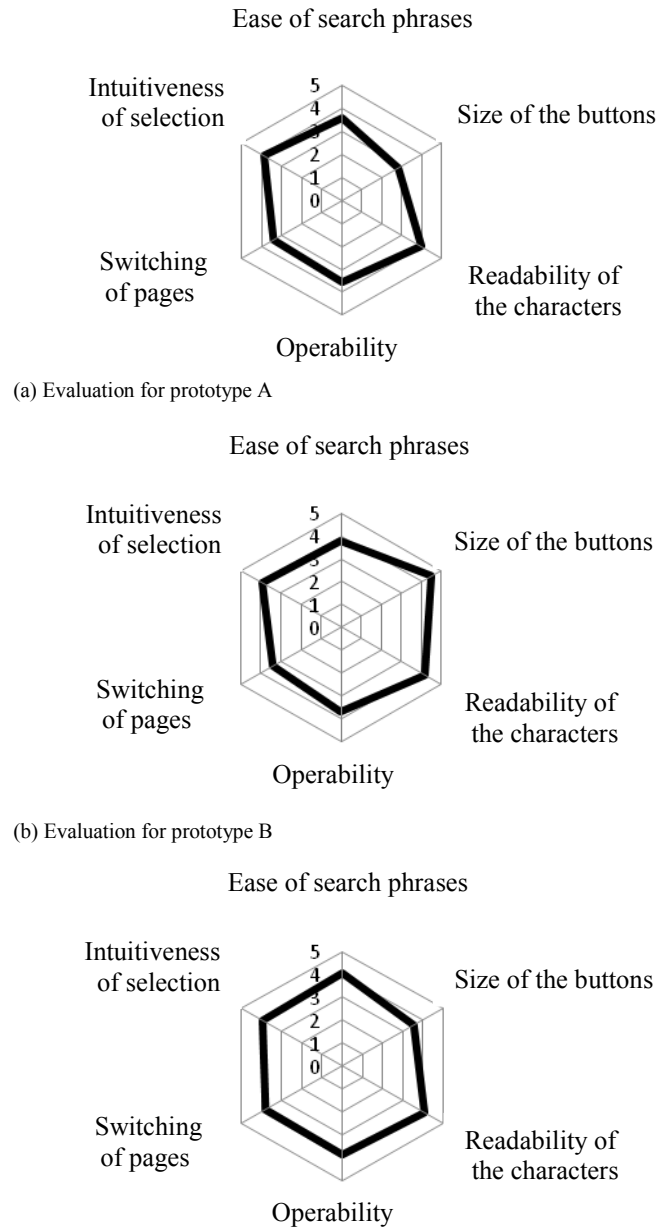 Ease of search phrases
Intuitiveness
of selection
Size of the buttons
5
4
3
2
1
0
Switching
of pages
Readability of
the characters
Operability
(a) Evaluation for prototype A
Ease of search phrases
Intuitiveness
of selection
Size of the buttons
5
4
3
2
1
0
Switching
of pages
Readability of
the characters
Operability
(b) Evaluation for prototype B
Ease of search phrases
Intuitiveness
of selection
Size of the buttons
5
4
3
2
1
0
Switching
of pages
Readability of
the characters
Operability